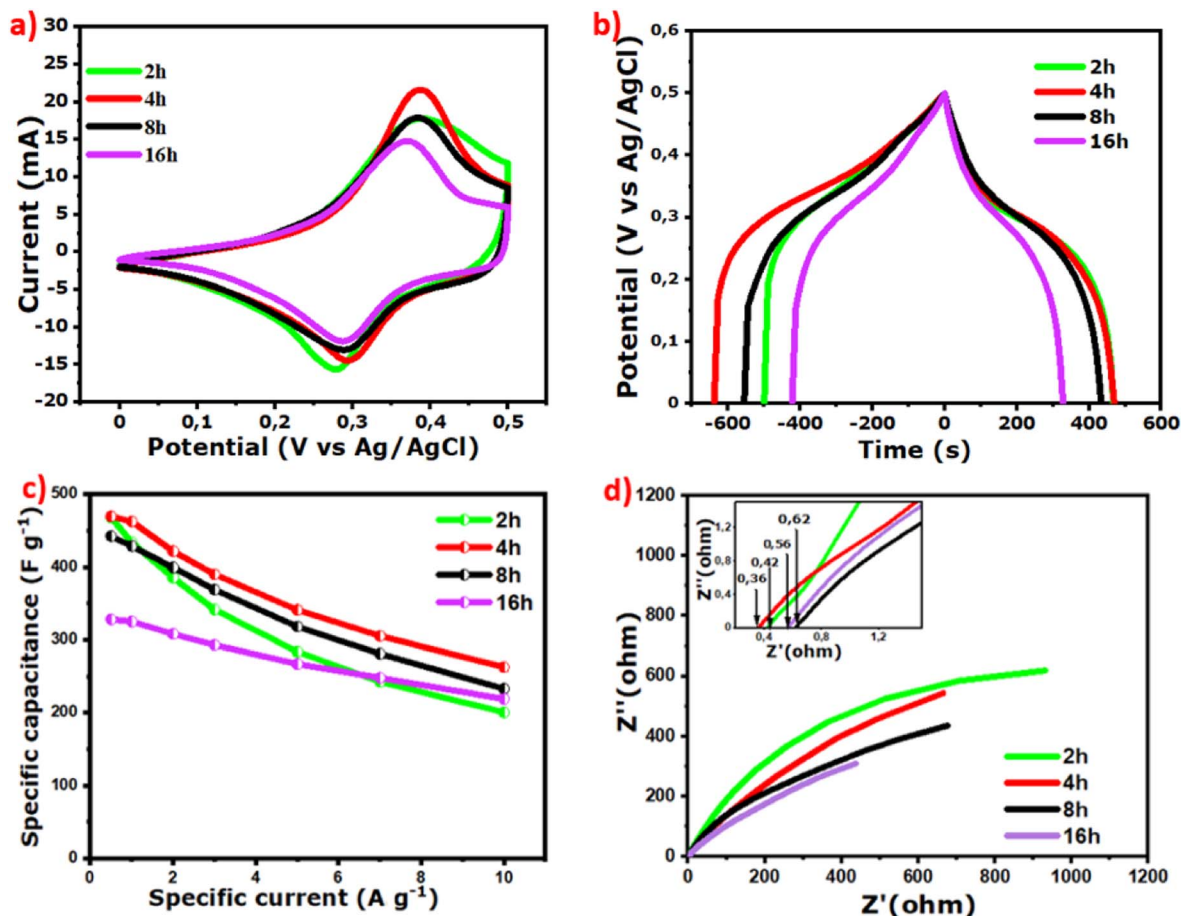 a)
30
25
20
15
10
5
0
-5
-10
-15
-20
Current (mA)
2h
4h
8h
16h
0
0,1
0,2
0,3
0,4
0,5
Potential (V vs Ag/AgCl)
b)
0,6
0,5
0,4
0,3
0,2
0,1
0
Potential (V vs Ag/AgCl)
2h
4h
8h
16h
-600
-400
-200
0
200
400
600
Time (s)
c)
500
400
300
200
100
0
Specific capacitance (F g-1)
2h
4h
8h
16h
0
2
4
6
8
10
Specific current (A g-1)
d)
1200
1000
800
600
400
200
0
Z''(ohm)
1,2
0,8
0,4
0
Z''(ohm)
0,62
0,56
0,42
0,36
0,4
0,8
1,2
Z'(ohm)
2h
4h
8h
16h
200
400
600
800
1000
1200
Z'(ohm)